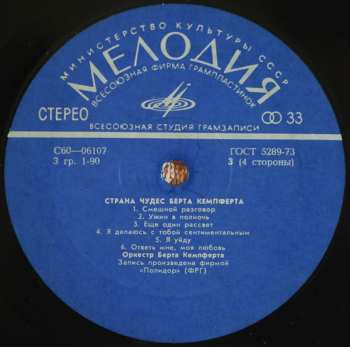 МИНИСТЕРСТВО КУЛЬТУРЫ СССР
МЕЛОДИЯ
ВСЕСОЮЗНАЯ ФИРМА ГРАМПЛАСТИНОК
СТЕРЕО
33
ВСЕСОЮЗНАЯ СТУДИЯ ГРАМЗАПИСИ
С60—06107
ГОСТ 5289-73
3 гр. 1-90
3 (4 стороны)
СТРАНА ЧУДЕС БЕРТА КЕМПФЕРТА
1. Смешной разговор
2. Ужин в полночь
3. Еще один рассвет
4. Я делаюсь с тобой сентиментальным
5. Я уйду
6. Ответь мне, моя любовь
Оркестр Берта Кемпферта
Запись произведена фирмой
«Полидор» (ФРГ)